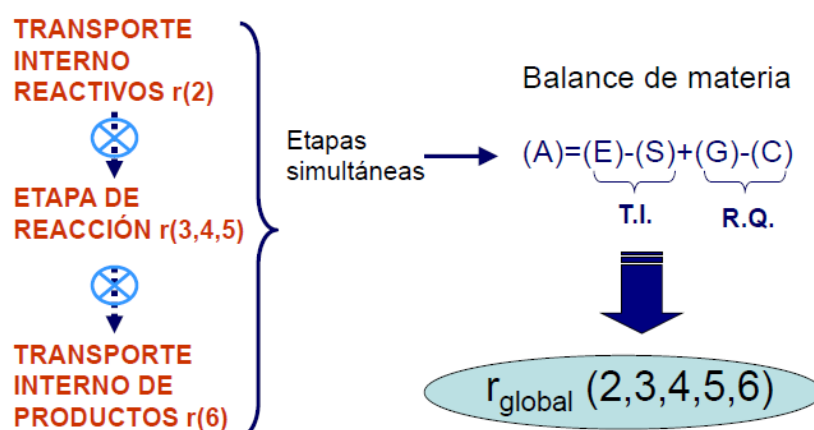 TRANSPORTE
INTERNO
REACTIVOS r(2)
ETAPA DE
REACCIÓN r(3,4,5)
TRANSPORTE
INTERNO DE
PRODUCTOS r(6)
Etapas
simultáneas
Balance de materia
(A)=(E)-(S)+(G)-(C)
T.I. R.Q.
rglobal (2,3,4,5,6)